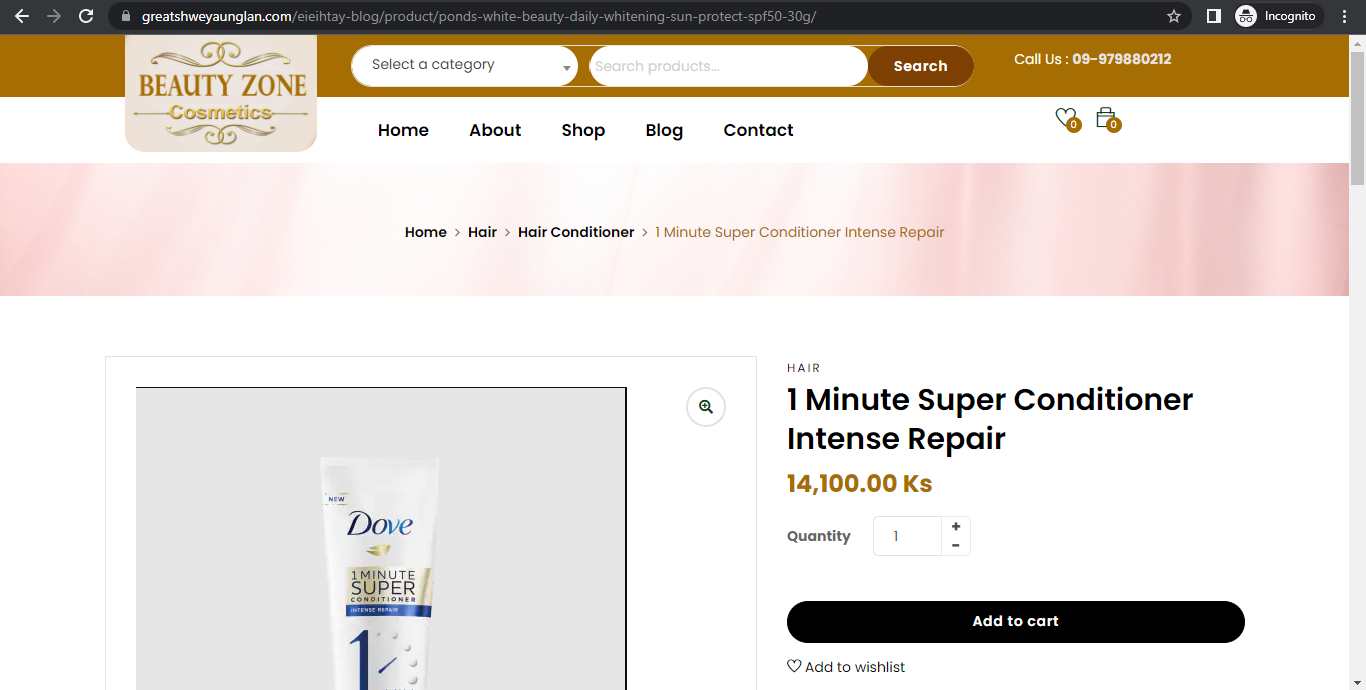 greatshweyaunglan.com/eieihtay-blog/product/ponds-white-beauty-daily-whitening-sun-protect-spf50-30g/
Incognito
BEAUTY ZONE
Cosmetics
Select a category
Search products...
Search
Call Us : 09-979880212
Home About Shop Blog Contact
0 0
Home > Hair > Hair Conditioner > 1 Minute Super Conditioner Intense Repair
HAIR
1 Minute Super Conditioner
Intense Repair
14,100.00 Ks
Quantity 1 + -
Add to cart
Add to wishlist
NEW
Dove
1 MINUTE
SUPER
CONDITIONER
INTENSE REPAIR
1